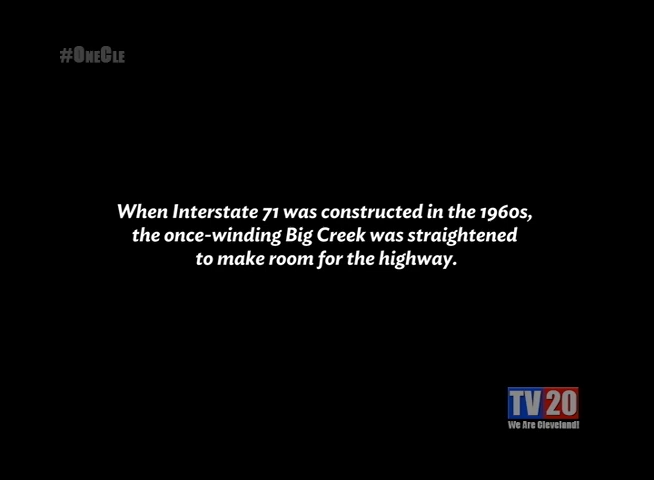 #OneCle
When Interstate 71 was constructed in the 1960s,
the once-winding Big Creek was straightened
to make room for the highway.
TV20
We Are Cleveland!